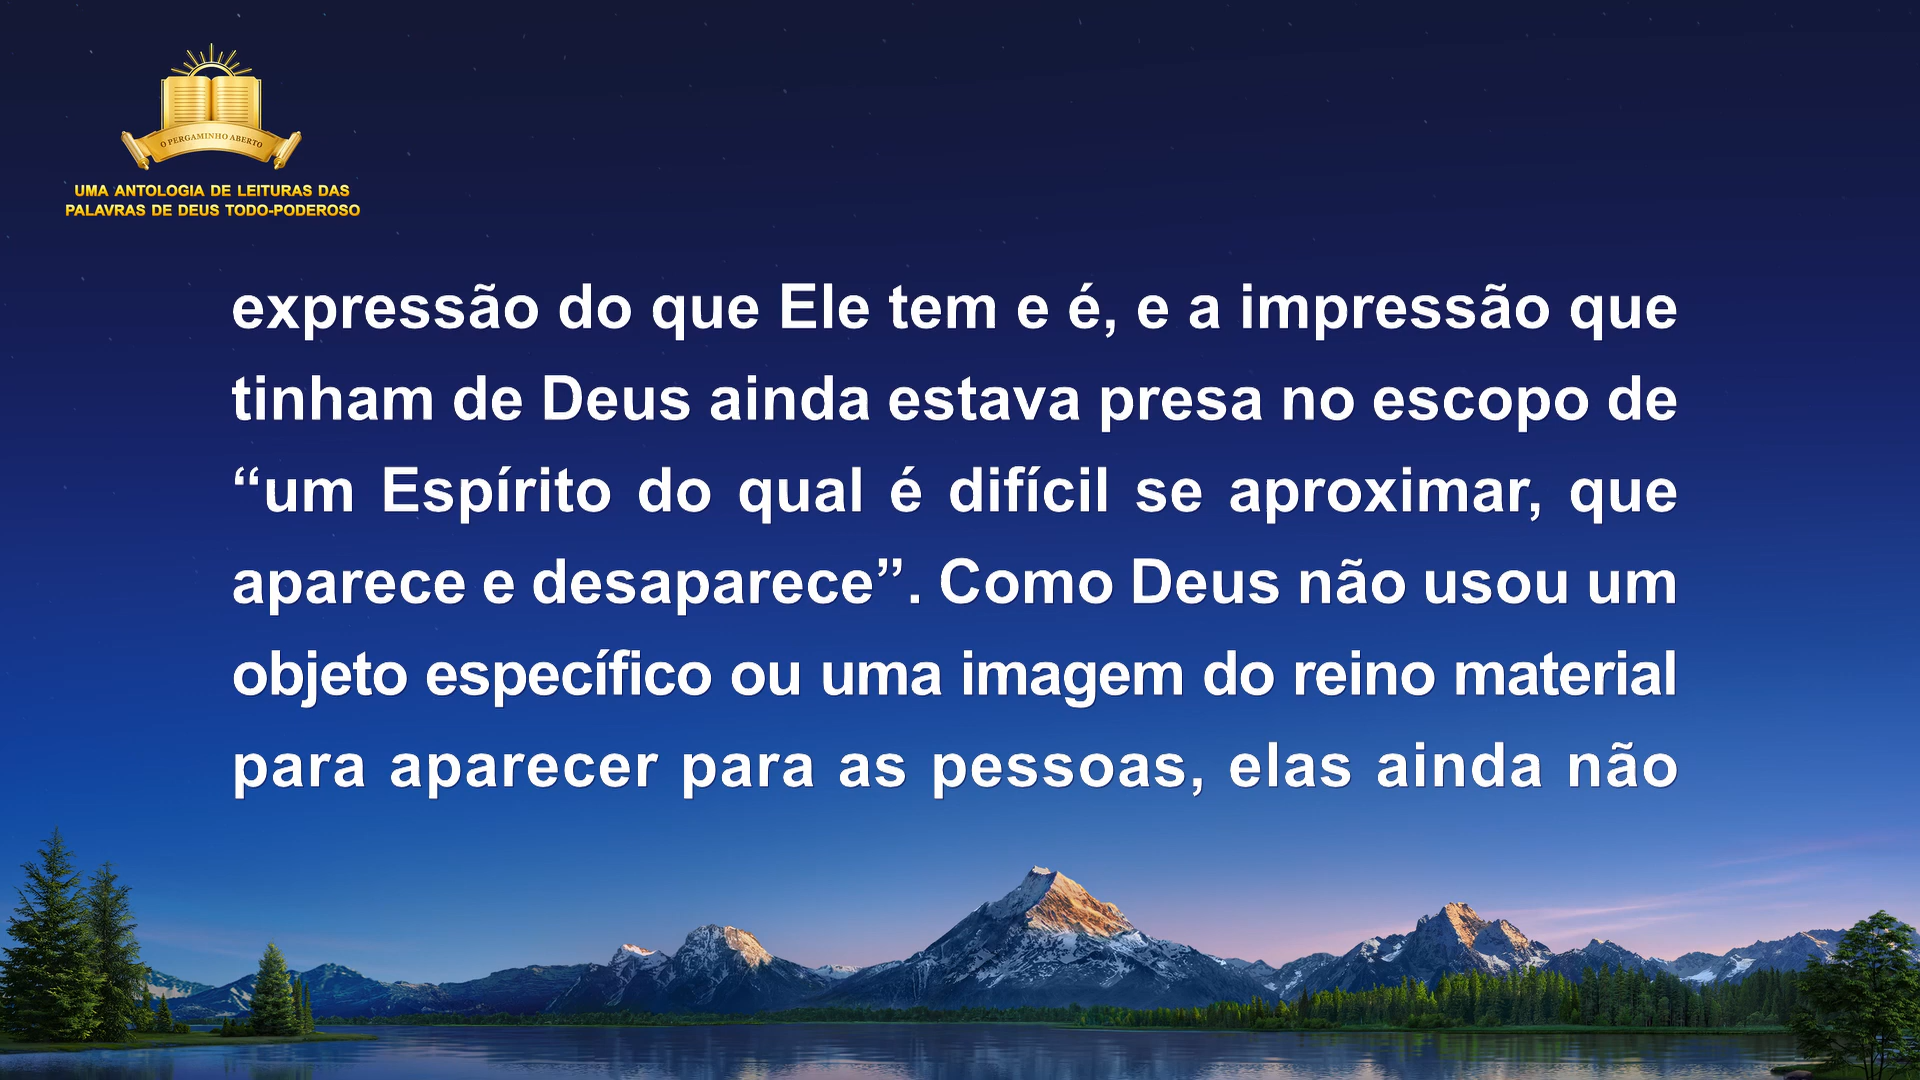 O PERGAMINHO ABERTO
UMA ANTOLOGIA DE LEITURAS DAS
PALAVRAS DE DEUS TODO-PODEROSO
expressão do que Ele tem e é, e a impressão que
tinham de Deus ainda estava presa no escopo de
“um Espírito do qual é difícil se aproximar, que
aparece e desaparece”. Como Deus não usou um
objeto específico ou uma imagem do reino material
para aparecer para as pessoas, elas ainda não